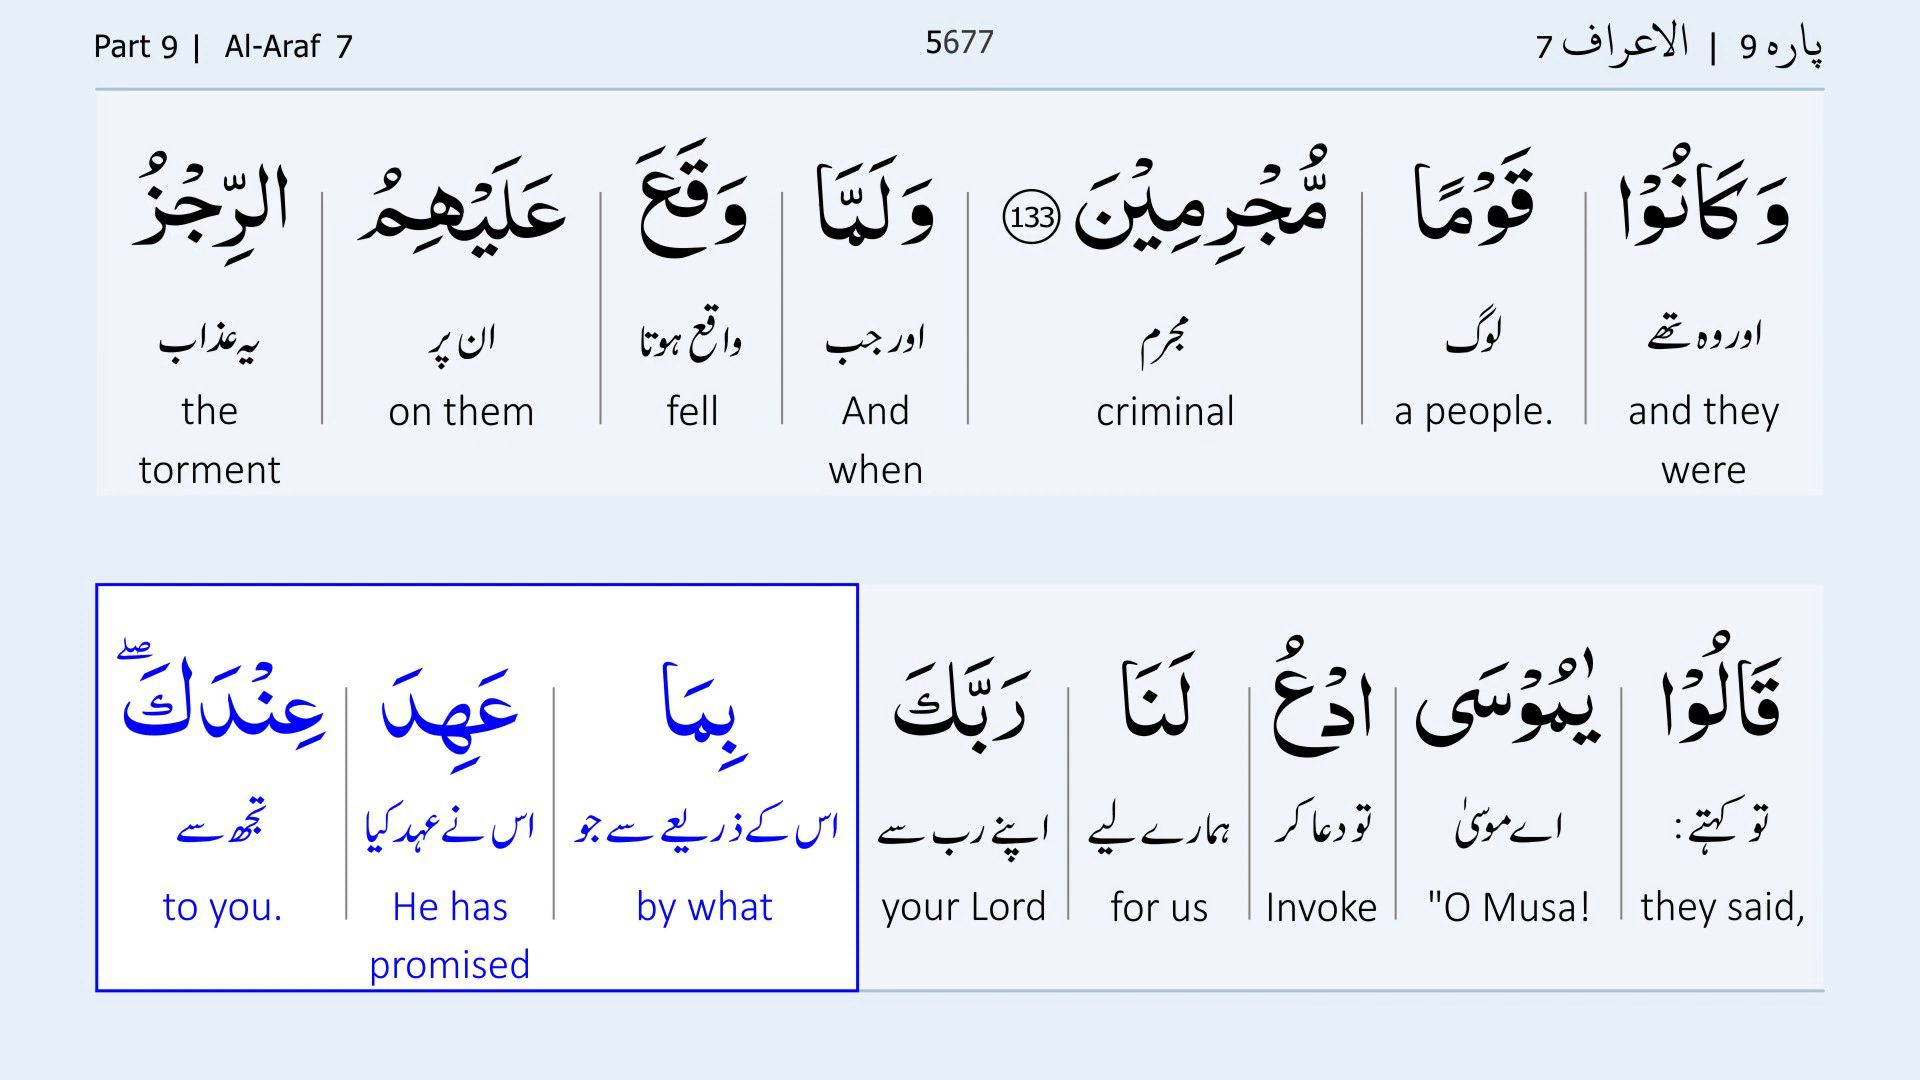 Part 9 | Al-Araf 7
5677
پارہ 9 | الاعراف 7
وَكَانُوْا قَوْمًا مُّجْرِمِيْنَ 133 وَلَمَّا وَقَعَ عَلَيْهِمُ الرِّجْزُ
اور وہ تھے لوگ مجرم اور جب واقع ہوتا ان پر یہ عذاب
the on them fell And criminal a people. and they
torment when were
قَالُوْا يٰمُوْسَى ادْعُ لَنَا رَبَّكَ بِمَا عَهِدَ عِنْدَكَ ۖ
تو کہتے : اے موسیٰ تو دعا کر ہمارے لیے اپنے رب سے اس کے ذریعے سے جو اس نے عہد کیا تجھ سے
to you. He has by what your Lord for us Invoke "O Musa! they said,
promised